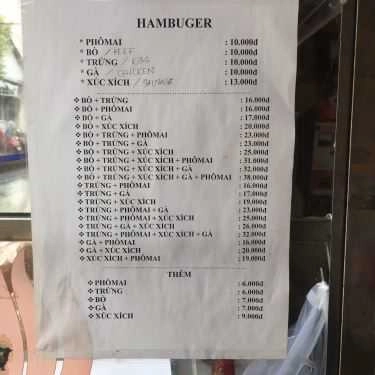 HAMBUGER
* PHÔMAI : 10.000đ
* BÒ / BEEF : 10.000đ
* TRỨNG / EGG : 10.000đ
* GÀ / CHICKEN : 10.000đ
* XÚC XÍCH / : 13.000đ
❖ BÒ + TRỨNG : 16.000đ
❖ BÒ + PHÔMAI : 16.000đ
❖ BÒ + GÀ : 17.000đ
❖ BÒ + XÚC XÍCH : 20.000đ
❖ BÒ + TRỨNG + PHÔMAI : 23.000đ
❖ BÒ + TRỨNG + GÀ : 23.000đ
❖ BÒ + TRỨNG + XÚC XÍCH : 25.000đ
❖ BÒ + TRỨNG + XÚC XÍCH + PHÔMAI : 31.000đ
❖ BÒ + TRỨNG + XÚC XÍCH + GÀ : 32.000đ
❖ BÒ + TRỨNG + XÚC XÍCH + GÀ + PHÔMAI : 38.000đ
❖ TRỨNG + PHÔMAI : 16.000đ
❖ TRỨNG + GÀ : 17.000đ
❖ TRỨNG + XÚC XÍCH : 19.000đ
❖ TRỨNG + PHÔMAI + GÀ : 23.000đ
❖ TRỨNG + PHÔMAI + XÚC XÍCH : 25.000đ
❖ TRỨNG + GÀ + XÚC XÍCH : 26.000đ
❖ TRỨNG + PHÔMAI + XÚC XÍCH + GÀ : 32.000đ
❖ GÀ + PHÔMAI : 16.000đ
❖ GÀ + XÚC XÍCH : 20.000đ
❖ XÚC XÍCH + PHÔMAI : 19.000đ
THÊM
❖ PHÔMAI : 6.000đ
❖ TRỨNG : 6.000đ
❖ BÒ : 7.000đ
❖ GÀ : 7.000đ
❖ XÚC XÍCH : 9.000đ